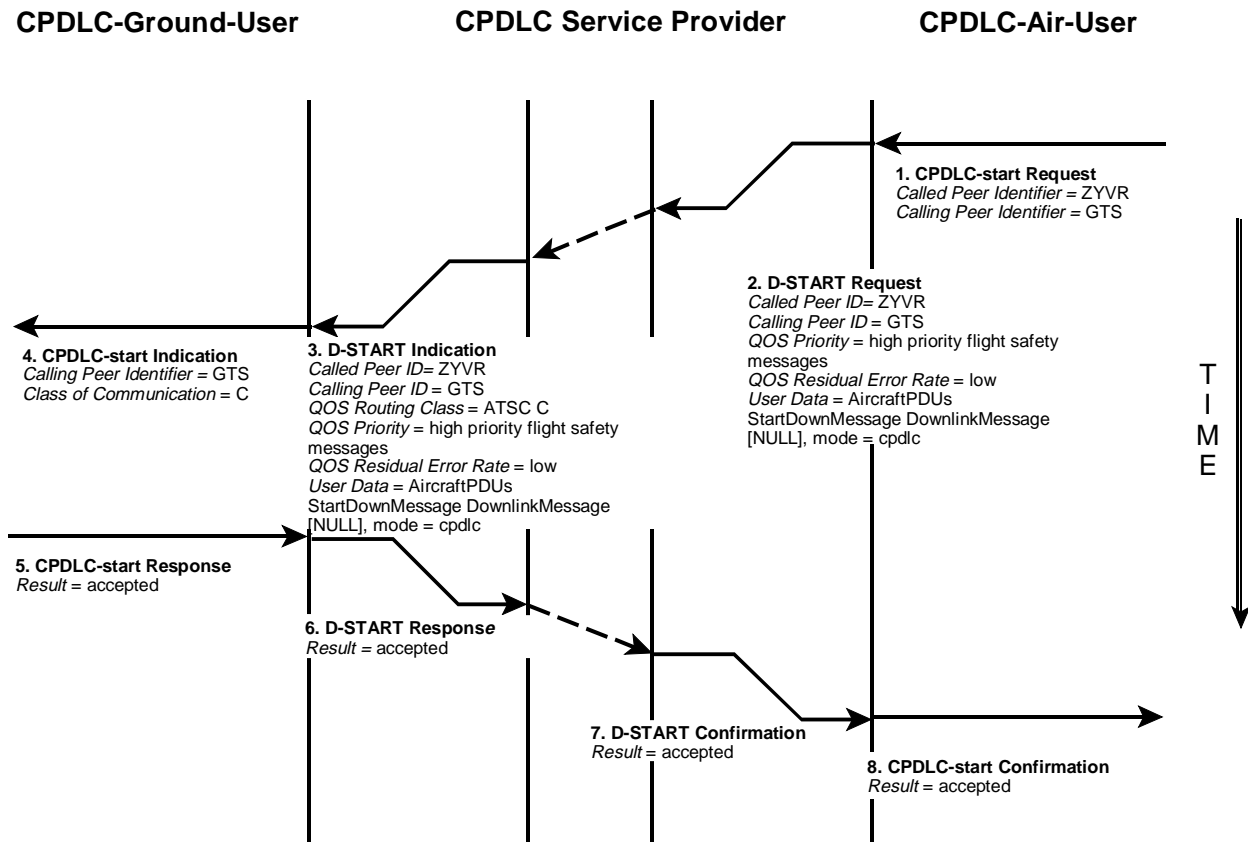 CPDLC-Ground-User
CPDLC Service Provider
CPDLC-Air-User
1. CPDLC-start Request
Called Peer Identifier = ZYVR
Calling Peer Identifier = GTS
2. D-START Request
Called Peer ID= ZYVR
Calling Peer ID = GTS
QOS Priority = high priority flight safety
messages
QOS Residual Error Rate = low
User Data = AircraftPDUs
StartDownMessage DownlinkMessage
[NULL], mode = cpdlc
3. D-START Indication
Called Peer ID= ZYVR
Calling Peer ID = GTS
QOS Routing Class = ATSC C
QOS Priority = high priority flight safety
messages
QOS Residual Error Rate = low
User Data = AircraftPDUs
StartDownMessage DownlinkMessage
[NULL], mode = cpdlc
4. CPDLC-start Indication
Calling Peer Identifier = GTS
Class of Communication = C
5. CPDLC-start Response
Result = accepted
6. D-START Response
Result = accepted
7. D-START Confirmation
Result = accepted
8. CPDLC-start Confirmation
Result = accepted
T
I
M
E